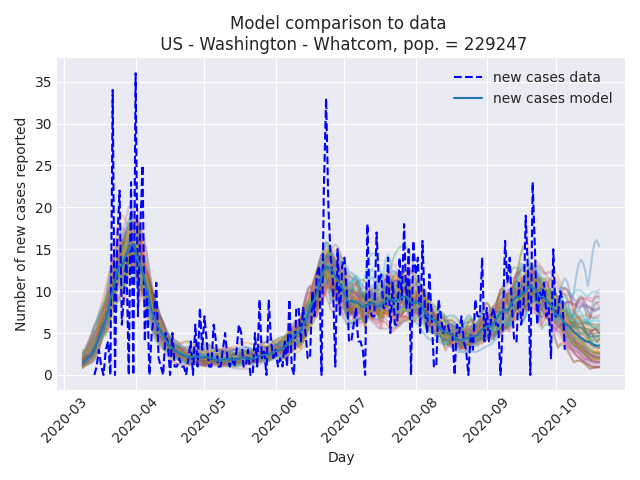 Model comparison to data
US - Washington - Whatcom, pop. = 229247
new cases data
new cases model
Number of new cases reported
35
30
25
20
15
10
5
0
2020-03
2020-04
2020-05
2020-06
2020-07
2020-08
2020-09
2020-10
Day